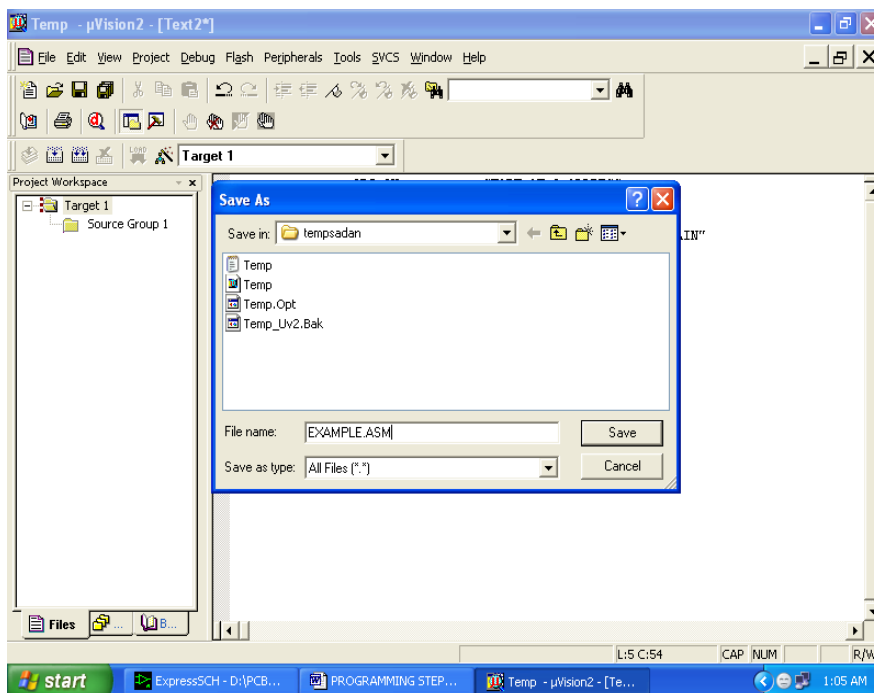 Temp - µVision2 - [Text2*]
File Edit View Project Debug Flash Peripherals Tools SVCS Window Help
LOAD Target 1
Project Workspace
Target 1
Source Group 1
Save As
Save in: tempsadan
Temp
Temp
Temp.Opt
Temp_Uv2.Bak
File name: EXAMPLE.ASM
Save
Save as type: All Files (*.*)
Cancel
Files ... B...
L:5 C:54 CAP NUM R/W
start ExpressSCH - D:\PCB... PROGRAMMING STEP... Temp - µVision2 - [Te... 1:05 AM